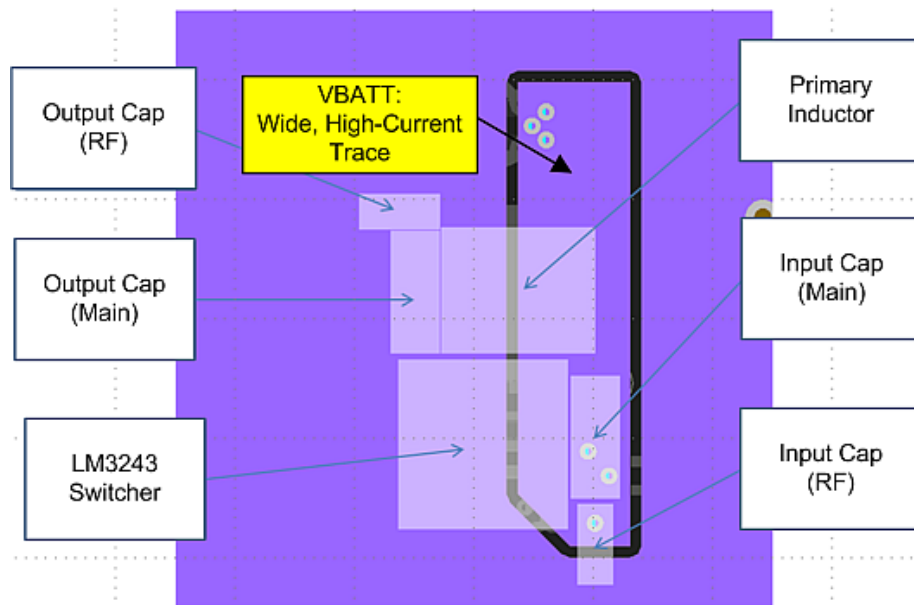 Output Cap
(RF)
VBATT:
Wide, High-Current
Trace
Primary
Inductor
Output Cap
(Main)
Input Cap
(Main)
LM3243
Switcher
Input Cap
(RF)